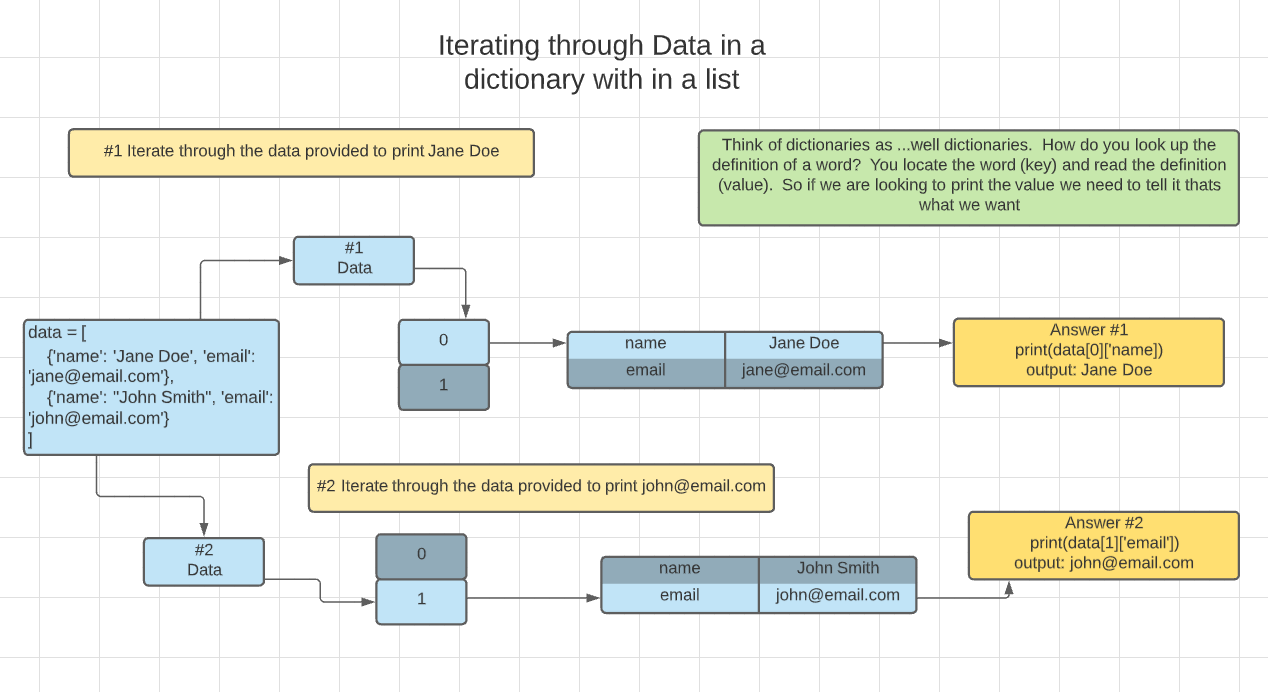 Iterating through Data in a
dictionary with in a list
#1 Iterate through the data provided to print Jane Doe
Think of dictionaries as ...well dictionaries.  How do you look up the
definition of a word?  You locate the word (key) and read the definition
(value).  So if we are looking to print the value we need to tell it thats
what we want
#1
Data
data = [
{'name': 'Jane Doe', 'email':
'jane@email.com'},
{'name': "John Smith", 'email':
'john@email.com'}
]
0
1
name
Jane Doe
email
jane@email.com
Answer #1
print(data[0]['name])
output: Jane Doe
#2 Iterate through the data provided to print john@email.com
#2
Data
0
1
name
John Smith
email
john@email.com
Answer #2
print(data[1]['email'])
output: john@email.com